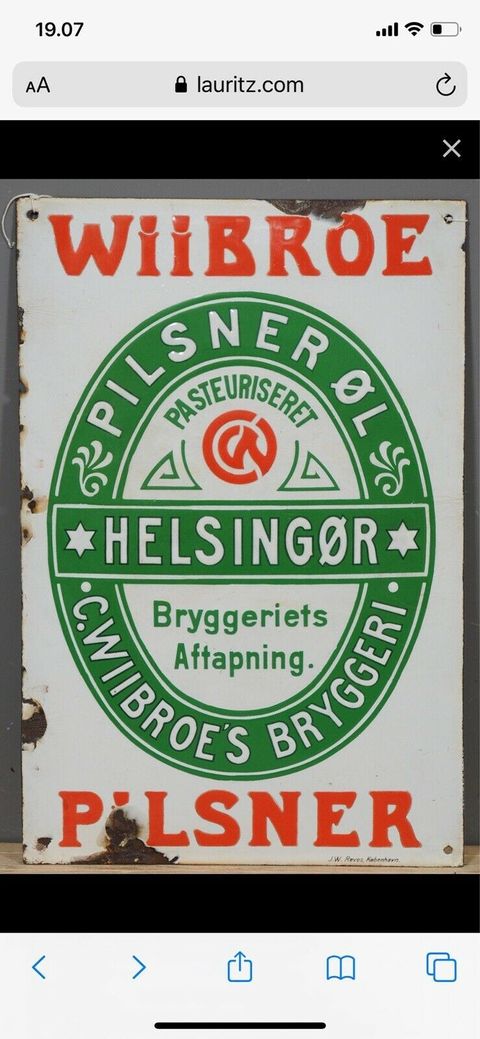 19.07
AA lauritz.com
WiiBROE
PILSNER ØL
PASTEURISERET
HELSINGØR
Bryggeriets
Aftapning.
C. WIIBROE'S BRYGGERI
PiLSNER